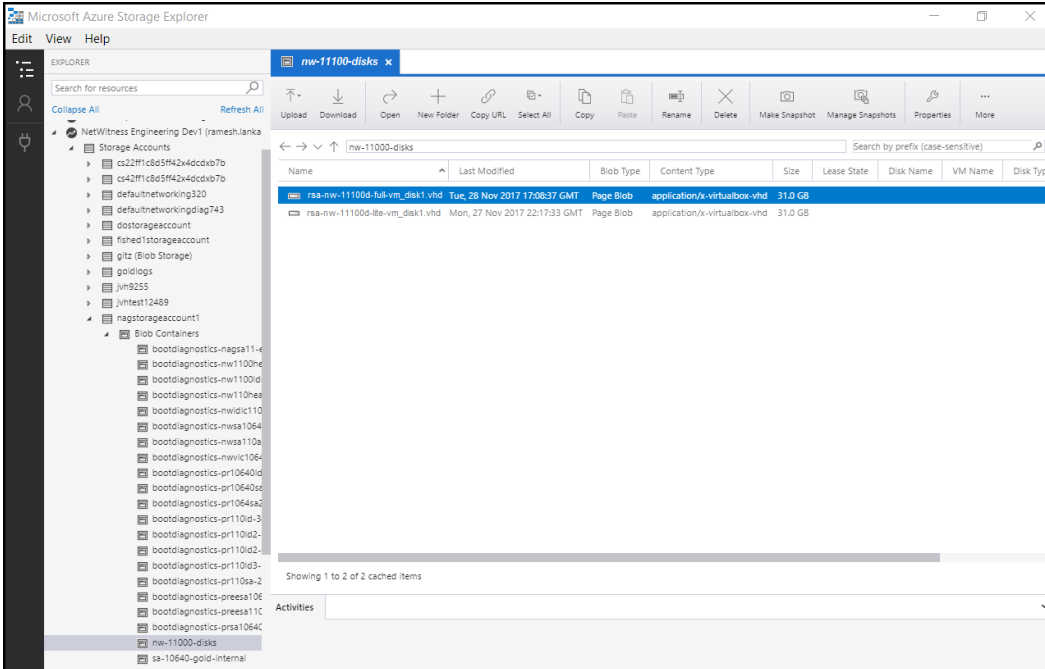 Microsoft Azure Storage Explorer
Edit View Help
EXPLORER
Search for resources
Collapse All Refresh All
NetWitness Engineering Dev1 (ramesh.lanka
Storage Accounts
cs22ff1c8d5ff42x4dcdxb7b
cs42ff1c8d5ff42x4dcdxb7b
defaultnetworking320
defaultnetworkingdiag743
dostorageaccount
fished1storageaccount
gitz (Blob Storage)
goldlogs
jvh9255
jvhtest12489
nagstorageaccount1
Blob Containers
bootdiagnostics-nagsa11-e
bootdiagnostics-nw1100he
bootdiagnostics-nw1100ld
bootdiagnostics-nw110hea
bootdiagnostics-nwldlc110
bootdiagnostics-nwsa1064
bootdiagnostics-nwsa110a
bootdiagnostics-nwvlc1064
bootdiagnostics-pr10640ld
bootdiagnostics-pr10640sa
bootdiagnostics-pr1064sa2
bootdiagnostics-pr110ld-3
bootdiagnostics-pr110ld2-
bootdiagnostics-pr110ld2-
bootdiagnostics-pr110ld3-
bootdiagnostics-pr110sa-2
bootdiagnostics-preesa106
bootdiagnostics-preesa110
bootdiagnostics-prsa10640
nw-11000-disks
sa-10640-gold-internal
nw-11100-disks
Upload Download Open New Folder Copy URL Select All Copy Paste Rename Delete Make Snapshot Manage Snapshots Properties More
nw-11000-disks Search by prefix (case-sensitive)
Name Last Modified Blob Type Content Type Size Lease State Disk Name VM Name Disk Typ
rsa-nw-11100d-full-vm_disk1.vhd Tue, 28 Nov 2017 17:08:37 GMT Page Blob application/x-virtualbox-vhd 31.0 GB
rsa-nw-11100d-lite-vm_disk1.vhd Mon, 27 Nov 2017 22:17:33 GMT Page Blob application/x-virtualbox-vhd 31.0 GB
Showing 1 to 2 of 2 cached items
Activities